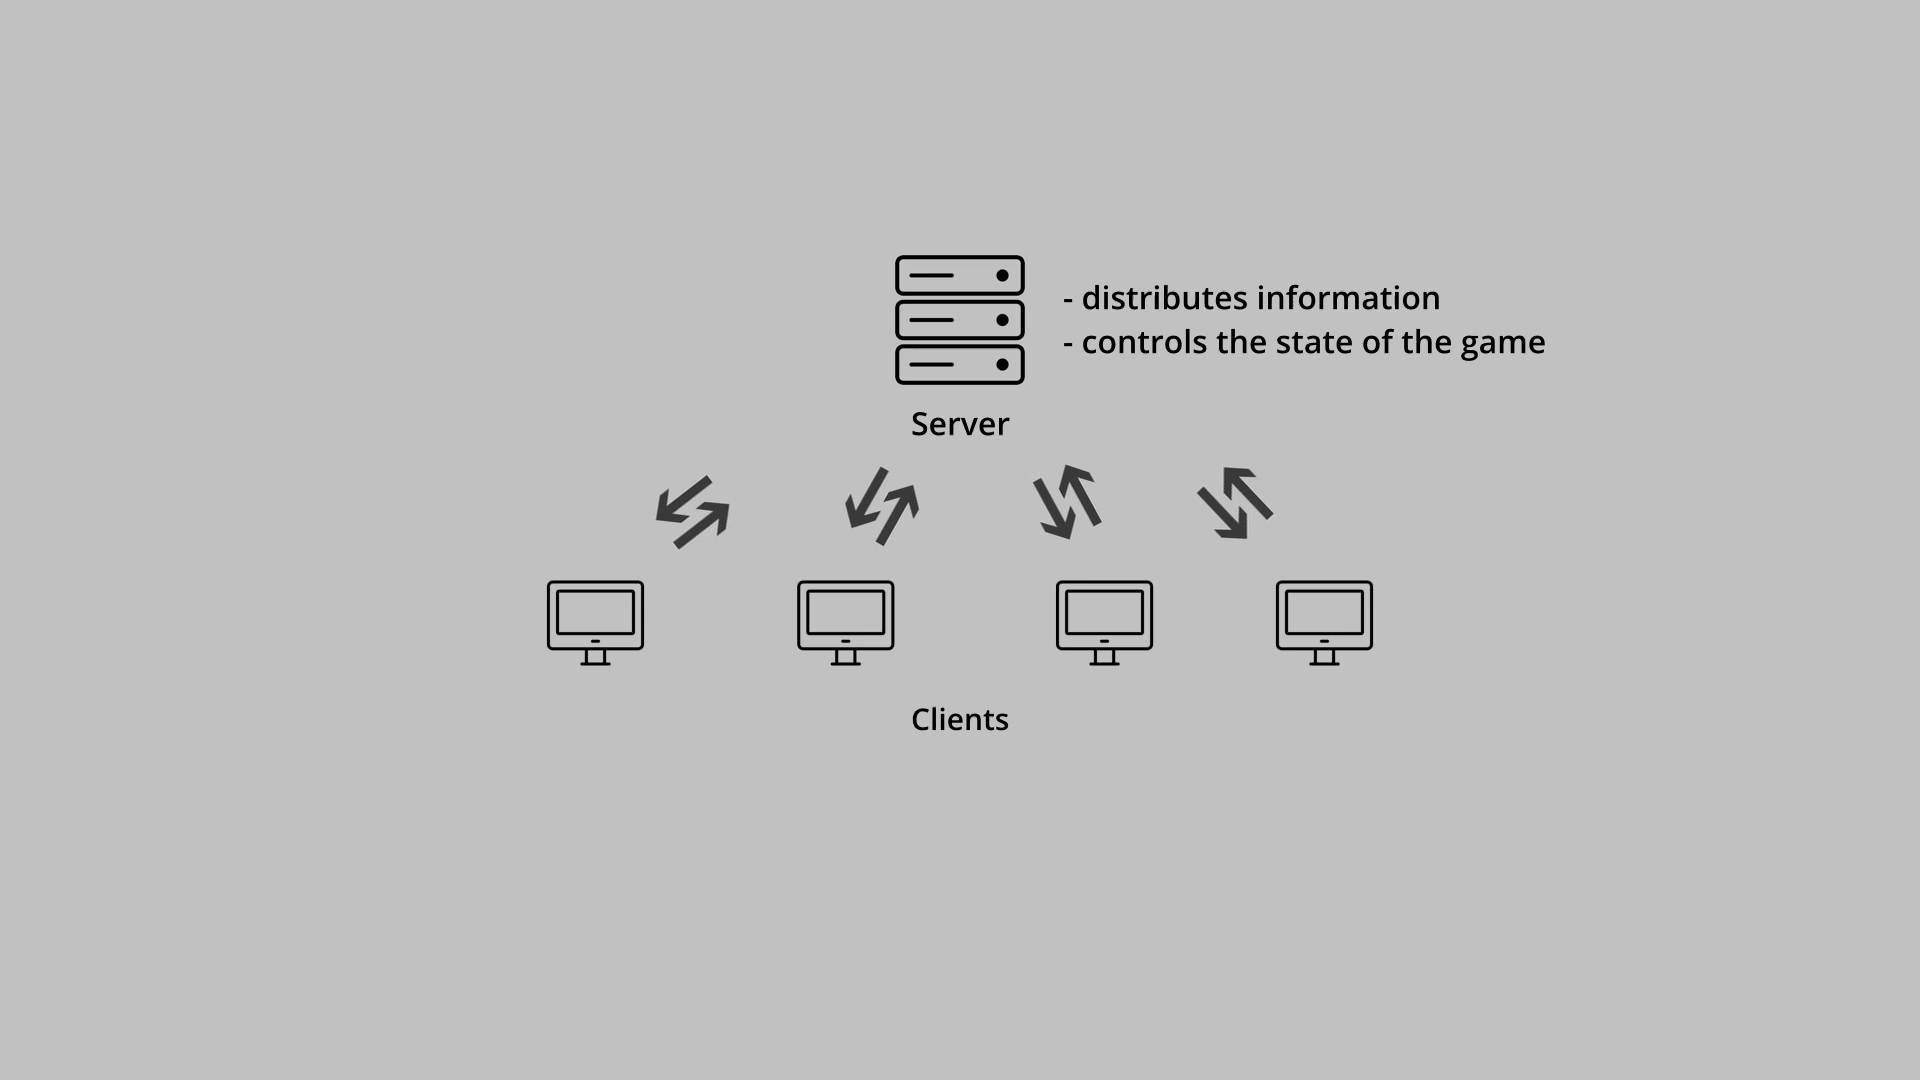 - distributes information
- controls the state of the game
Server
Clients